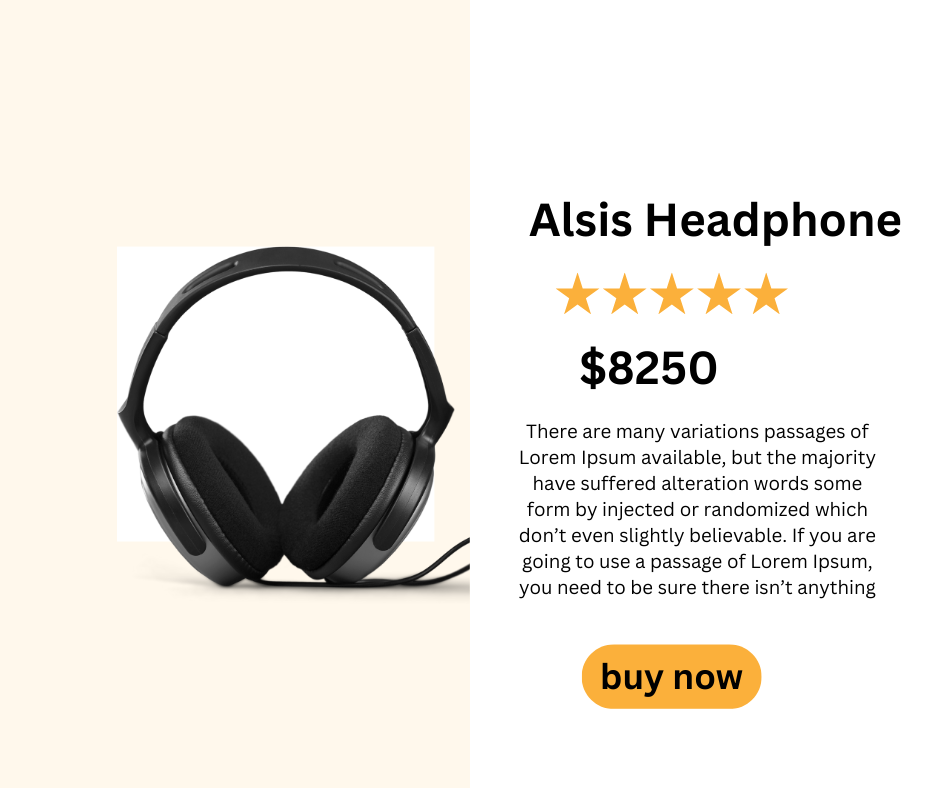 Alsis Headphone
$8250
There are many variations passages of
Lorem Ipsum available, but the majority
have suffered alteration words some
form by injected or randomized which
don’t even slightly believable. If you are
going to use a passage of Lorem Ipsum,
you need to be sure there isn’t anything
buy now